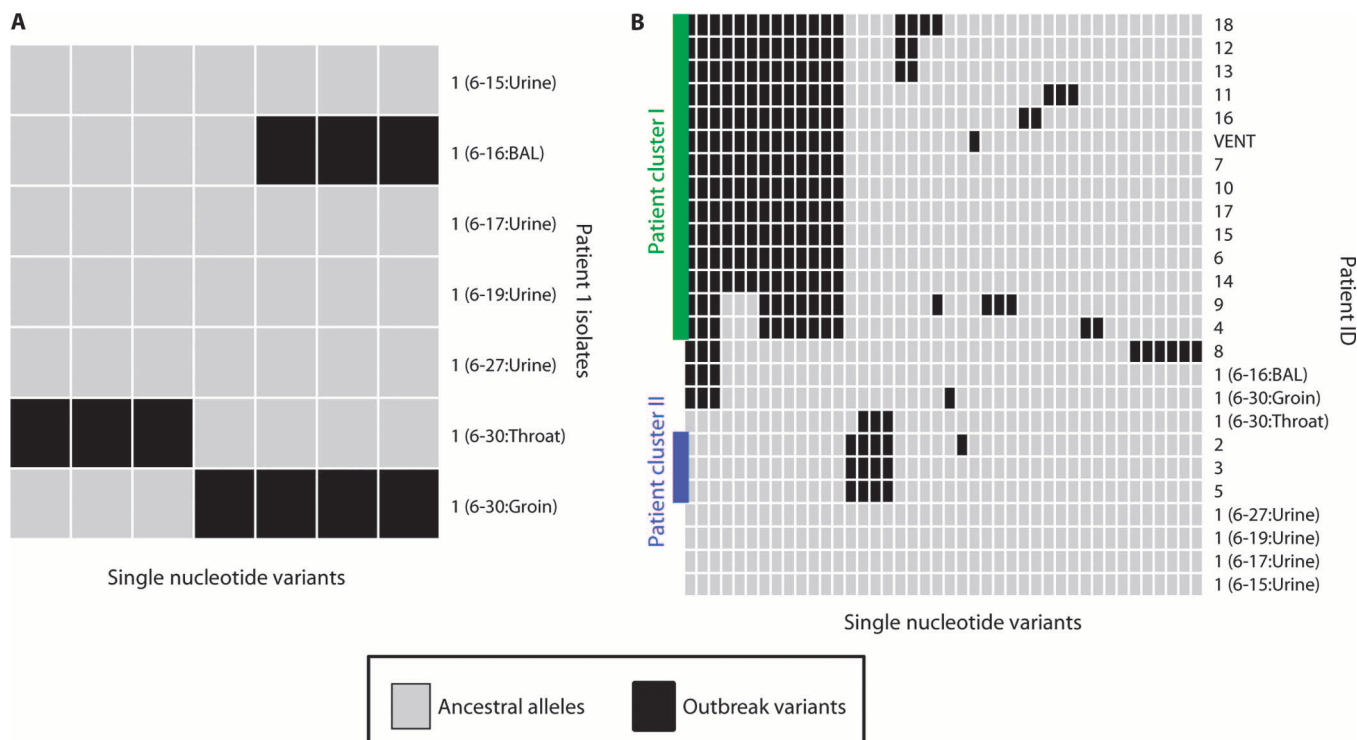 A
1 (6-15:Urine)
1 (6-16:BAL)
1 (6-17:Urine)
1 (6-19:Urine)
1 (6-27:Urine)
1 (6-30:Throat)
1 (6-30:Groin)
Patient 1 isolates
Single nucleotide variants
B
Patient cluster I
Patient cluster II
18
12
13
11
16
VENT
7
10
17
15
6
14
9
4
8
1 (6-16:BAL)
1 (6-30:Groin)
1 (6-30:Throat)
2
3
5
1 (6-27:Urine)
1 (6-19:Urine)
1 (6-17:Urine)
1 (6-15:Urine)
Patient ID
Single nucleotide variants
Ancestral alleles
Outbreak variants